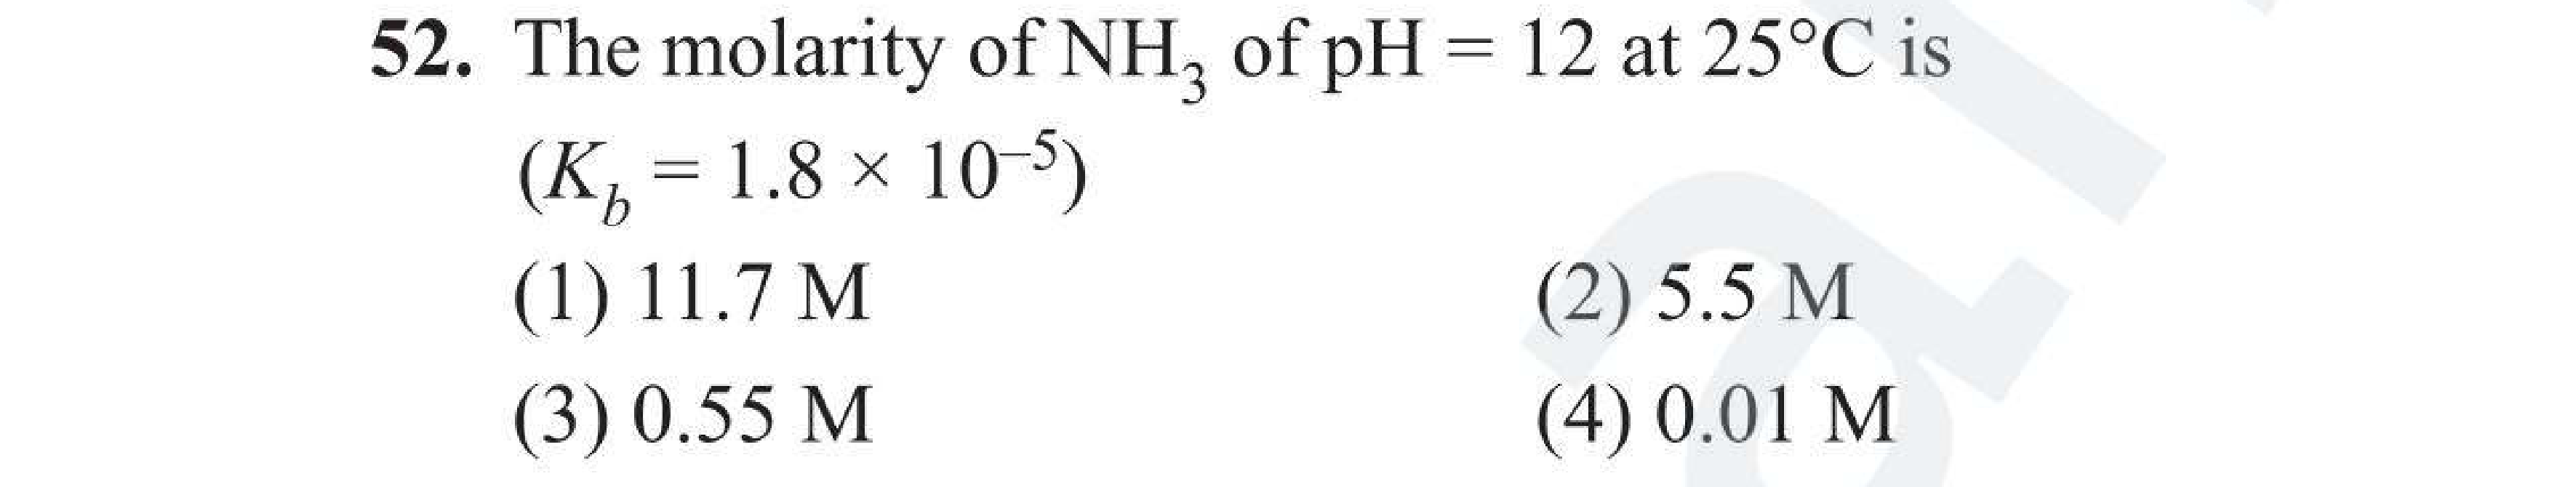 52. The molarity of NH₃ of pH = 12 at 25°C is
(K_b = 1.8 × 10⁻⁵)
(1) 11.7 M (2) 5.5 M
(3) 0.55 M (4) 0.01 M